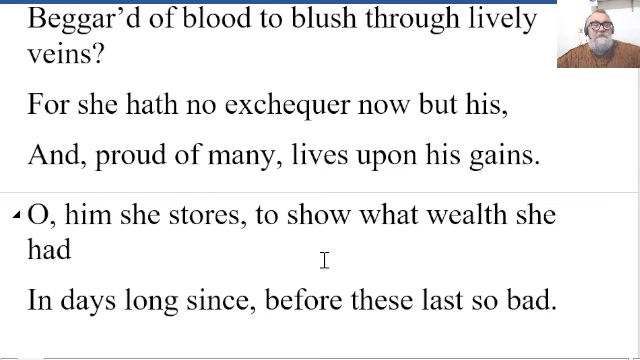 Beggar’d of blood to blush through lively
veins?
For she hath no exchequer now but his,
And, proud of many, lives upon his gains.
O, him she stores, to show what wealth she
had
In days long since, before these last so bad.